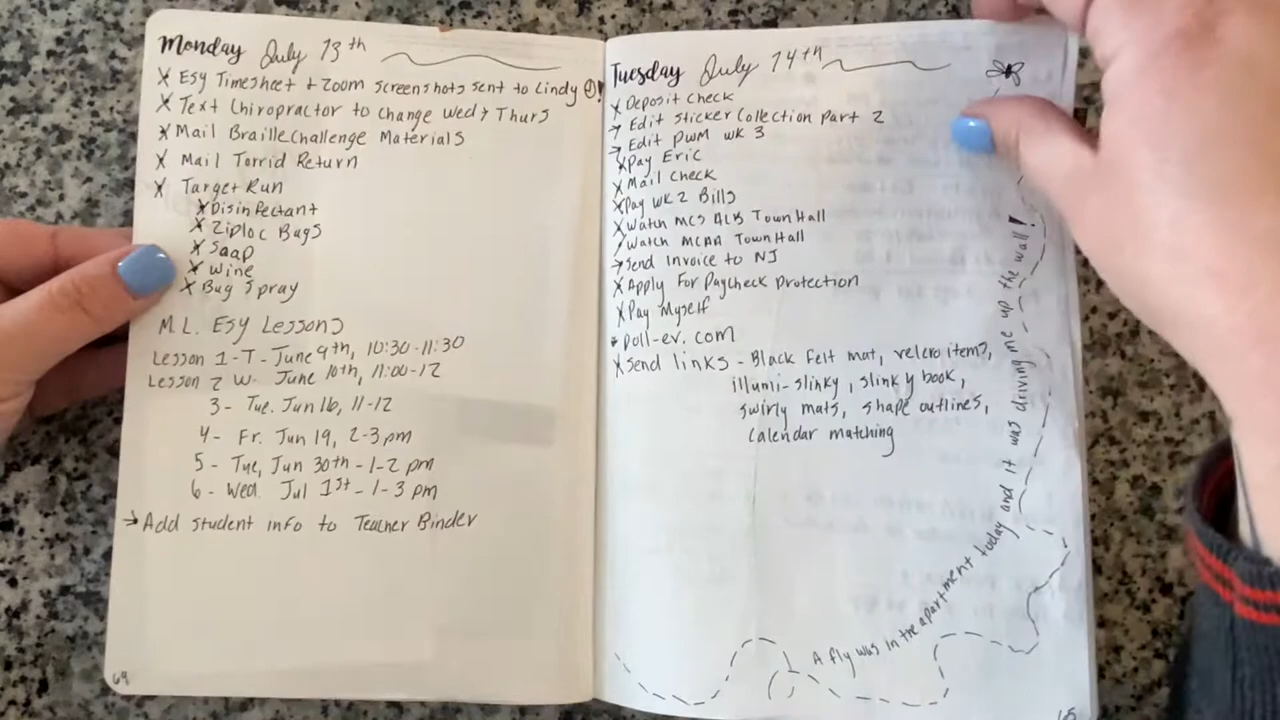 Monday July 13th
X Esy Timesheet + Zoom Screenshots sent to Lindy !
X Text Chiropractor to change Wed → Thurs
X Mail Braille Challenge Materials
X Mail Torrid Return
X Target Run
X Disinfectant
X Ziploc Bags
X Soap
X Wine
X Bug Spray
M.L. Esy Lessons
Lesson 1 - T - June 9th, 10:30-11:30
Lesson 2 W. June 10th, 11:00-12
3 - Tue. Jun 16, 11-12
4 - Fr. Jun 19, 2-3 pm
5 - Tue, Jun 30th - 1-2 pm
6 - Wed. Jul 1st - 1-3 pm
→ Add student info to Teacher Binder
69
Tuesday July 14th
X Deposit Check
→ Edit Sticker Collection Part 2
→ Edit PWM WK 3
X Pay Eric
X Mail Check
X Pay WK 2 Bills
X Watch MCS ALB Town Hall
/ Watch MCAA Town Hall
→ Send Invoice to NJ
X Apply For Paycheck Protection
X Pay Myself
• Poll-ev.com
X Send links - Black felt mat, velcro item?,
illumi-slinky, slinky book,
swirly mats, shape outlines,
calendar matching
A fly was in the apartment today and it was driving me up the wall!